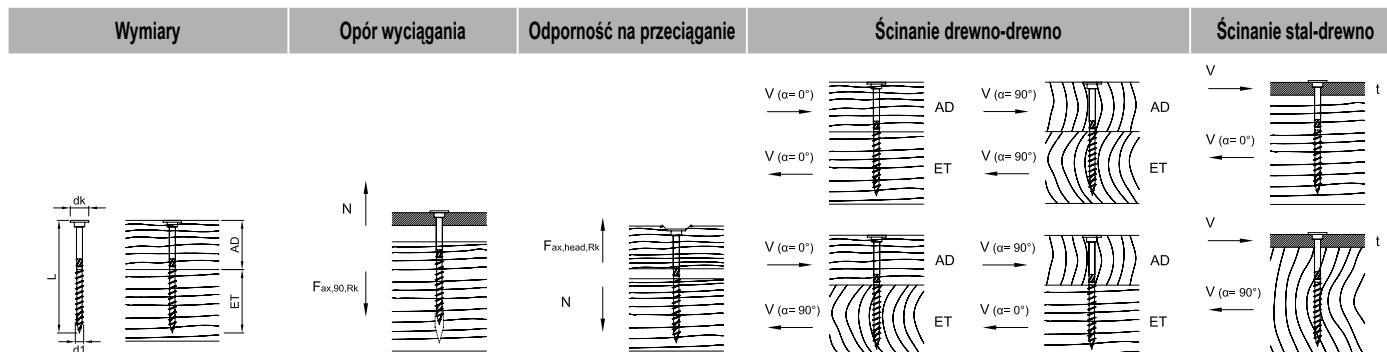 Wymiary
Opór wyciągania
Odporność na przeciąganie
Ścinanie drewno-drewno
Ścinanie stal-drewno
dk
L
d1
AD
ET
N
Fax,90,Rk
Fax,head,Rk
N
V (α= 0°)
AD
V (α= 0°)
ET
V (α= 90°)
AD
V (α= 90°)
ET
V (α= 0°)
V (α= 90°)
V (α= 90°)
AD
V (α= 0°)
ET
V
t
V (α= 0°)
V
t
V (α= 90°)